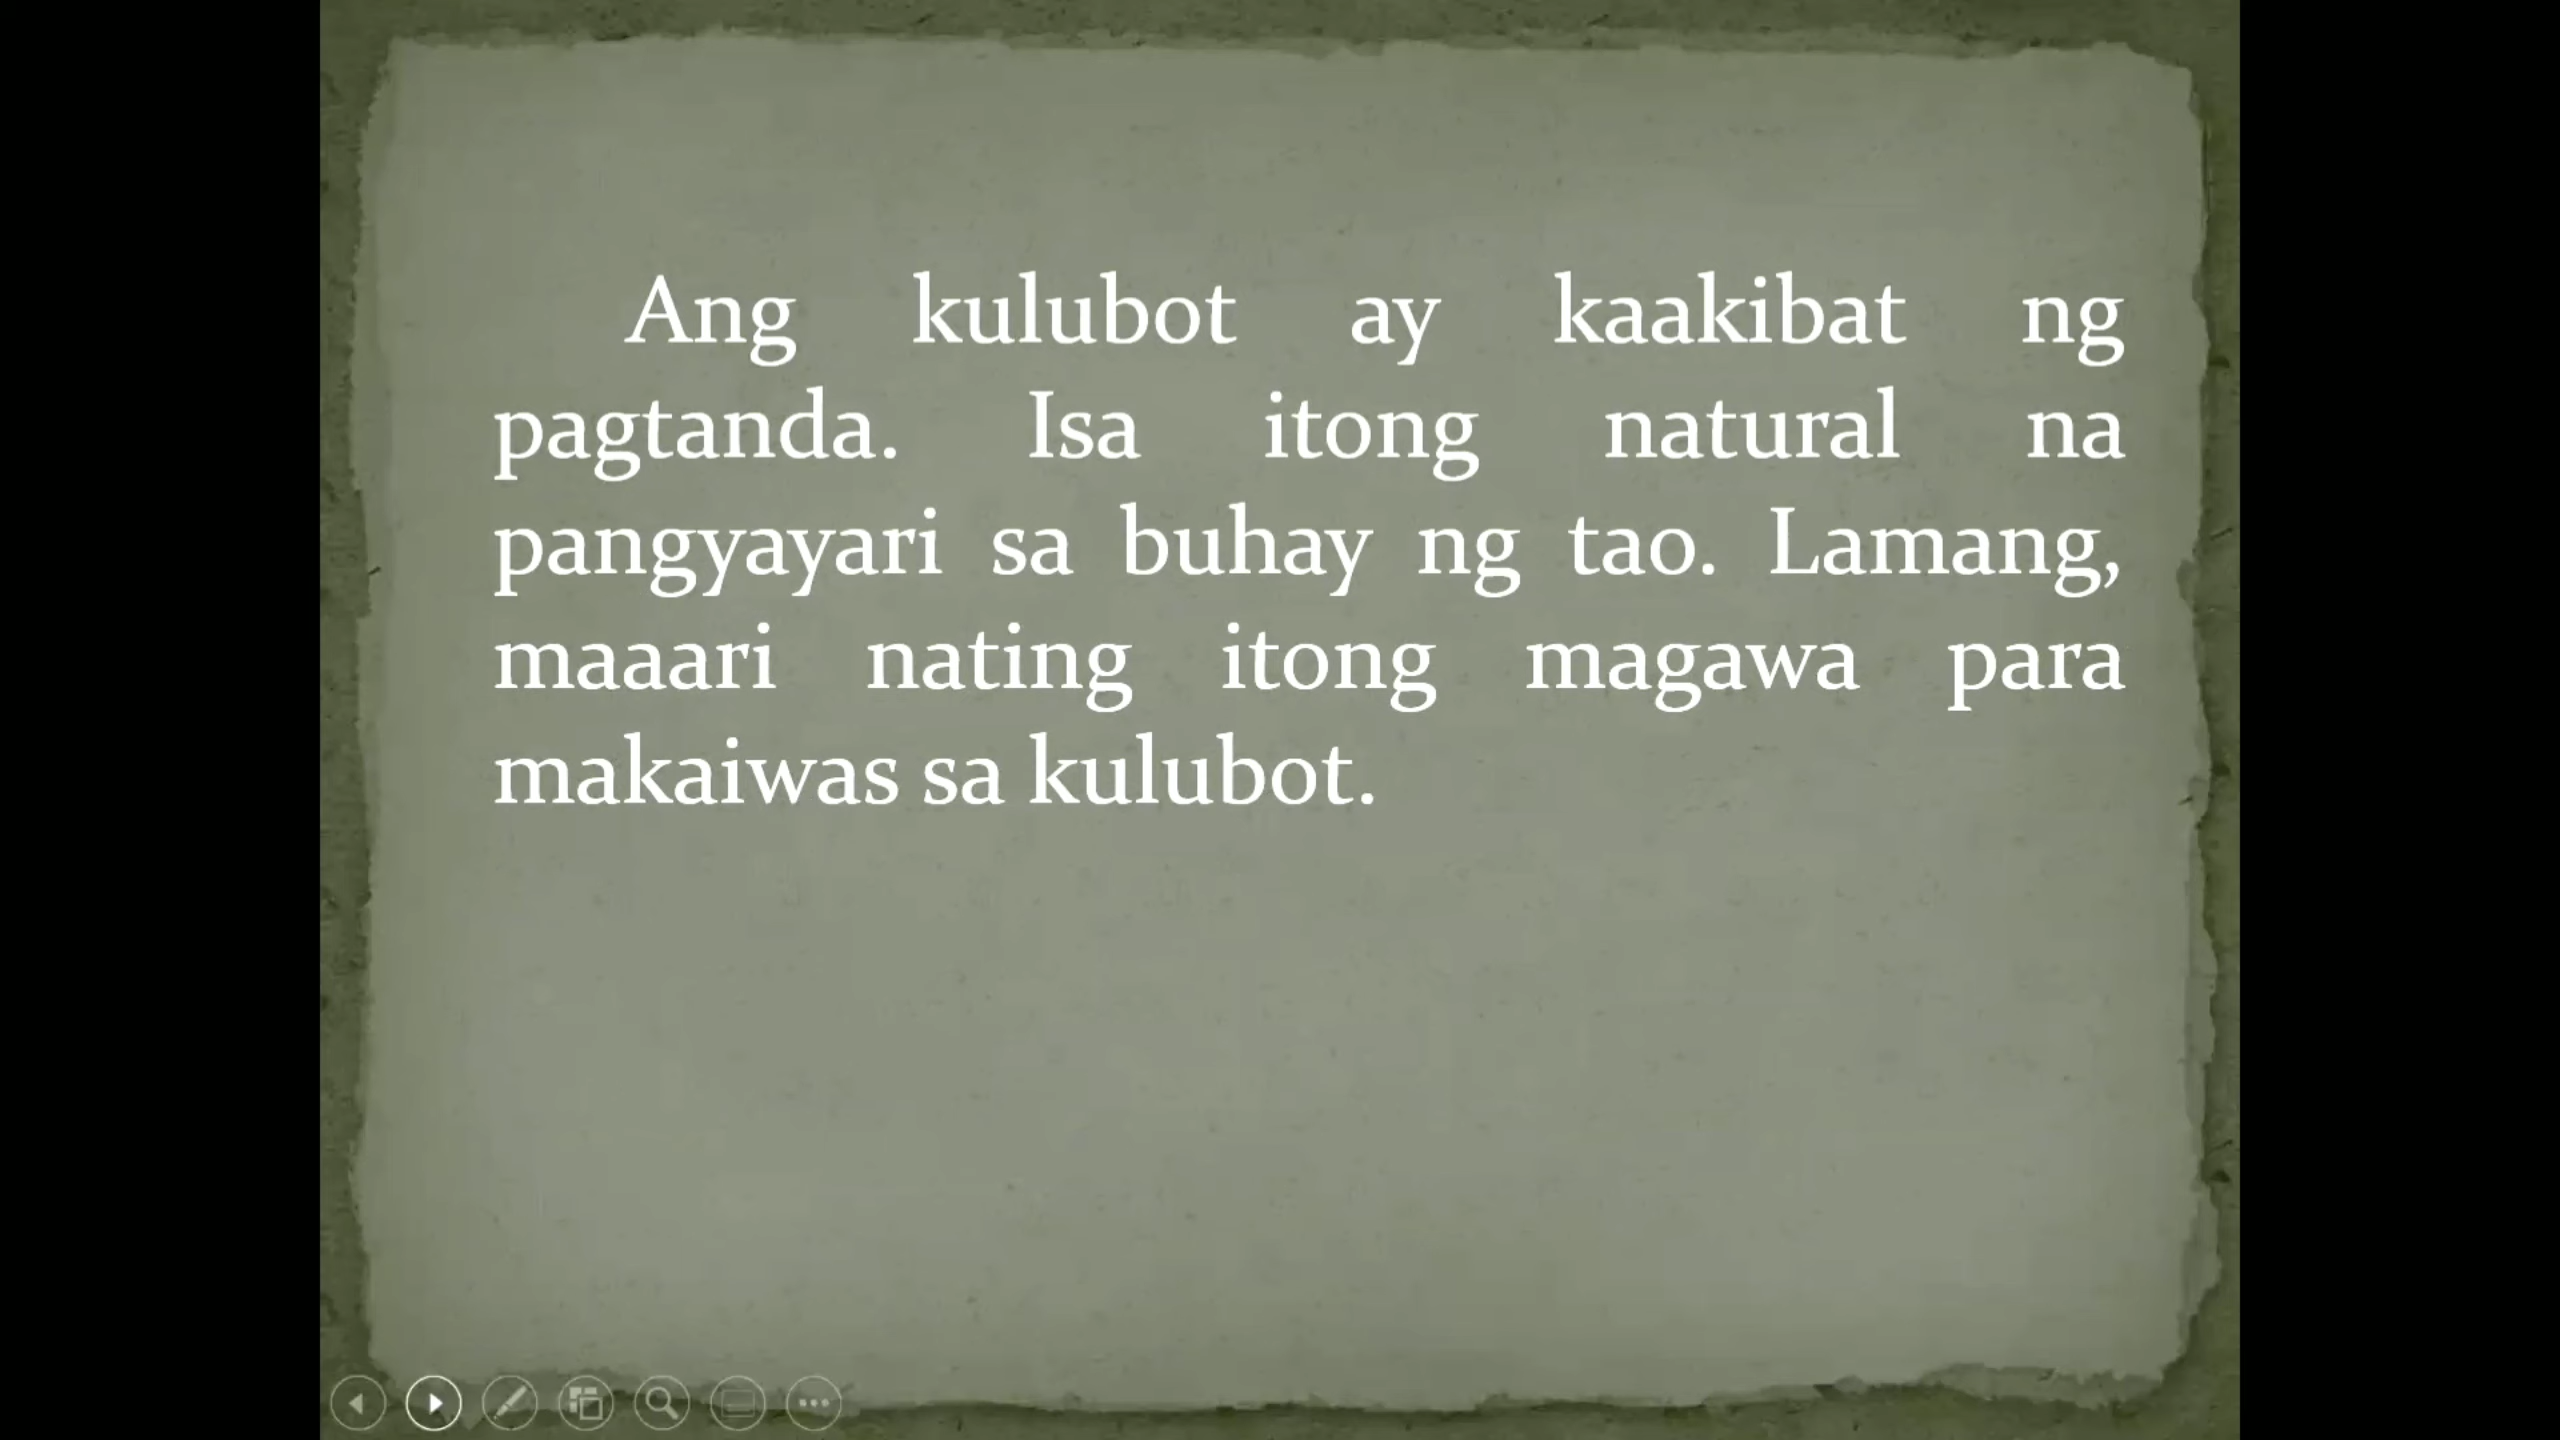 Ang kulubot ay kaakibat ng
pagtanda. Isa itong natural na
pangyayari sa buhay ng tao. Lamang,
maaari nating itong magawa para
makaiwas sa kulubot.